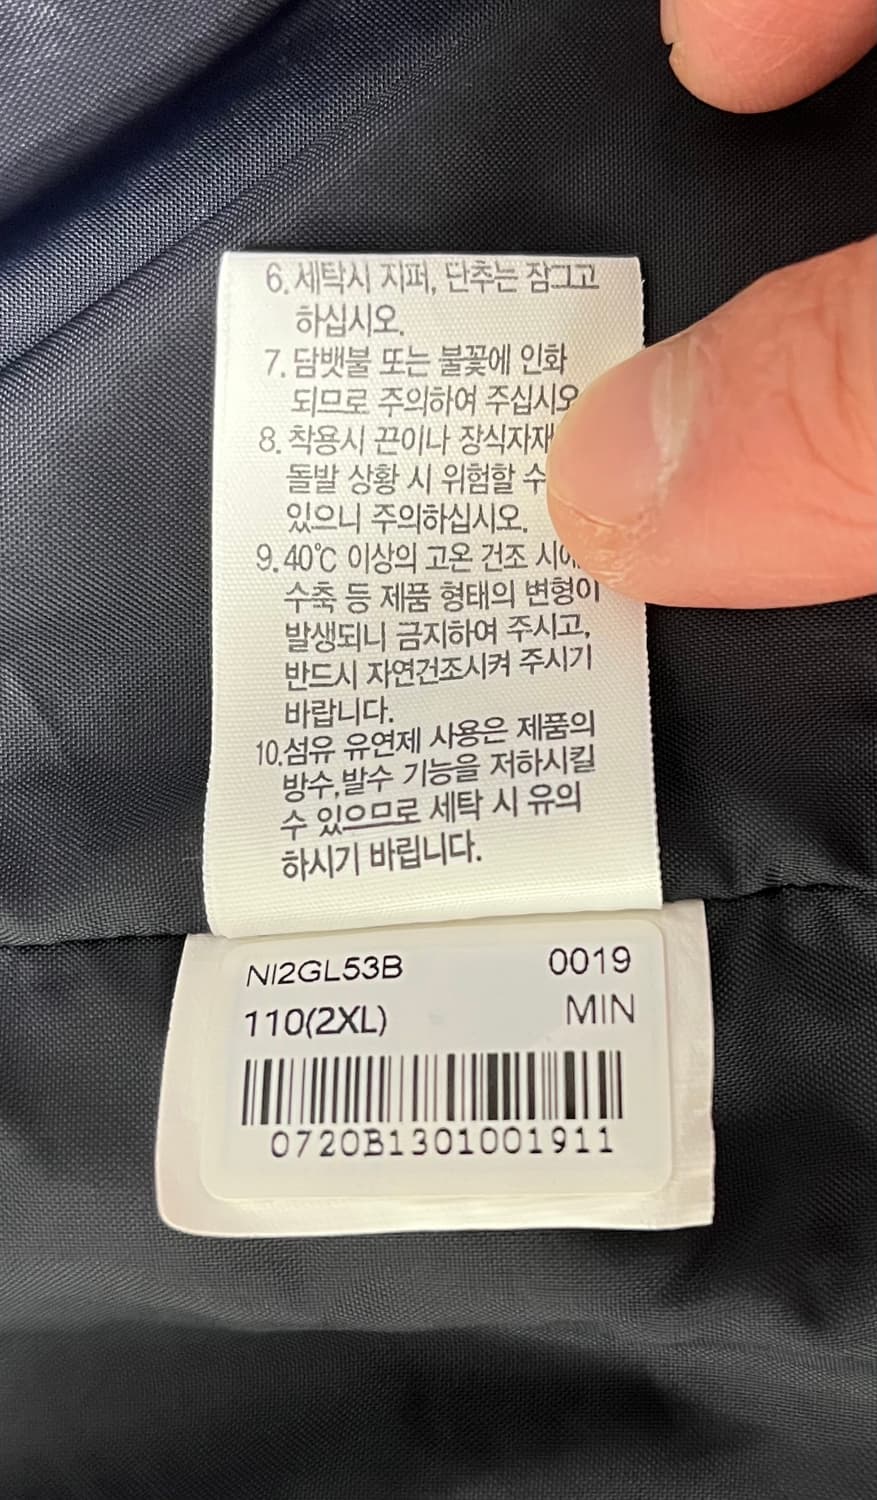 6. 세탁시 지퍼, 단추는 잠그고
하십시오.
7. 담뱃불 또는 불꽃에 인화
되므로 주의하여 주십시오
8. 착용시 끈이나 장식자재
돌발 상황 시 위험할 수
있으니 주의하십시오.
9. 40℃ 이상의 고온 건조
수축 등 제품 형태의 변형이
발생되니 금지하여 주시고,
반드시 자연건조시켜 주시기
바랍니다.
10. 섬유 유연제 사용은 제품의
방수,발수 기능을 저하시킬
수 있으므로 세탁 시 유의
하시기 바립니다.
NI2GL53B 0019
110(2XL) MIN
0720B1301001911